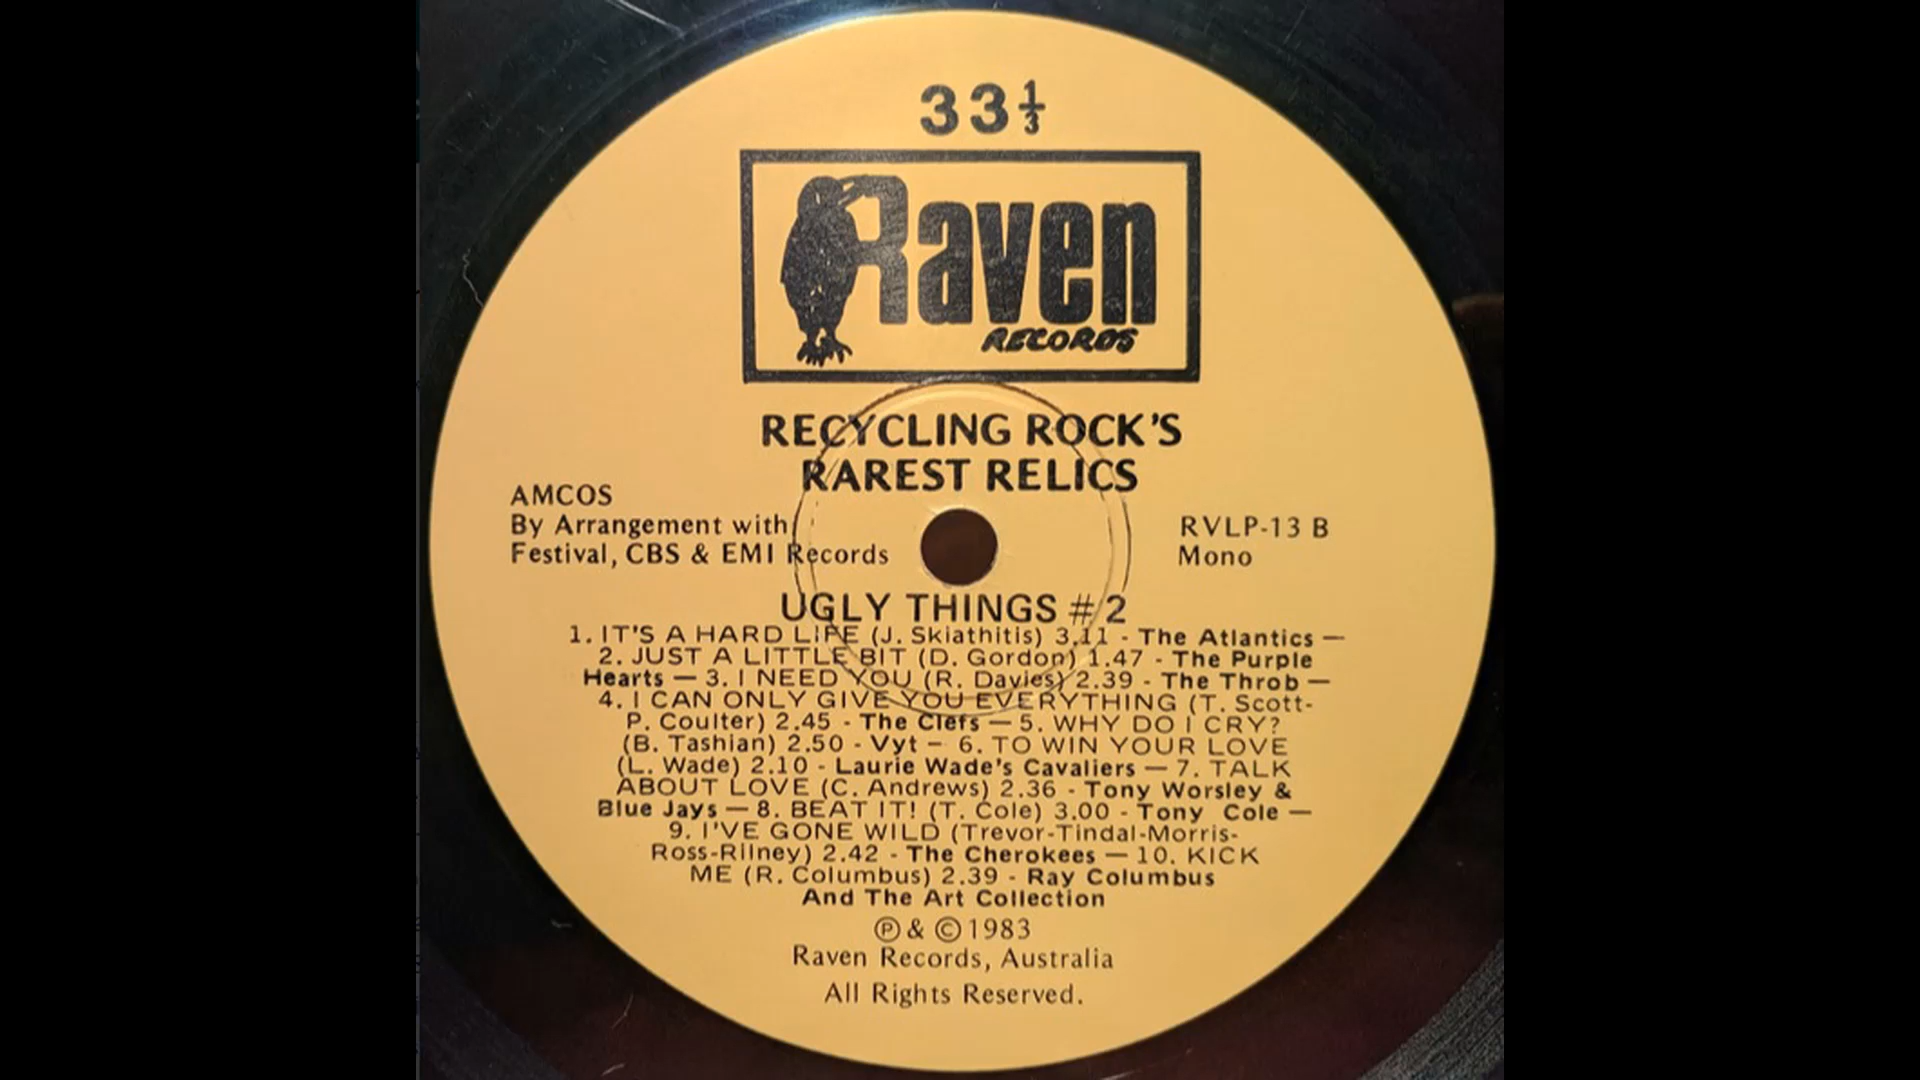 33 1/3
Raven
RECORDS
RECYCLING ROCK'S
RAREST RELICS
AMCOS
By Arrangement with
Festival, CBS & EMI Records
RVLP-13 B
Mono
UGLY THINGS #2
1. IT'S A HARD LIFE (J. Skiathitis) 3.11 - The Atlantics —
2. JUST A LITTLE BIT (D. Gordon) 1.47 - The Purple
Hearts — 3. I NEED YOU (R. Davies) 2.39 - The Throb —
4. I CAN ONLY GIVE YOU EVERYTHING (T. Scott-
P. Coulter) 2.45 - The Clefs — 5. WHY DO I CRY?
(B. Tashian) 2.50 - Vyt — 6. TO WIN YOUR LOVE
(L. Wade) 2.10 - Laurie Wade's Cavaliers — 7. TALK
ABOUT LOVE (C. Andrews) 2.36 - Tony Worsley &
Blue Jays — 8. BEAT IT! (T. Cole) 3.00 - Tony Cole —
9. I'VE GONE WILD (Trevor-Tindal-Morris-
Ross-Rilney) 2.42 - The Cherokees — 10. KICK
ME (R. Columbus) 2.39 - Ray Columbus
And The Art Collection
Ⓟ & © 1983
Raven Records, Australia
All Rights Reserved.